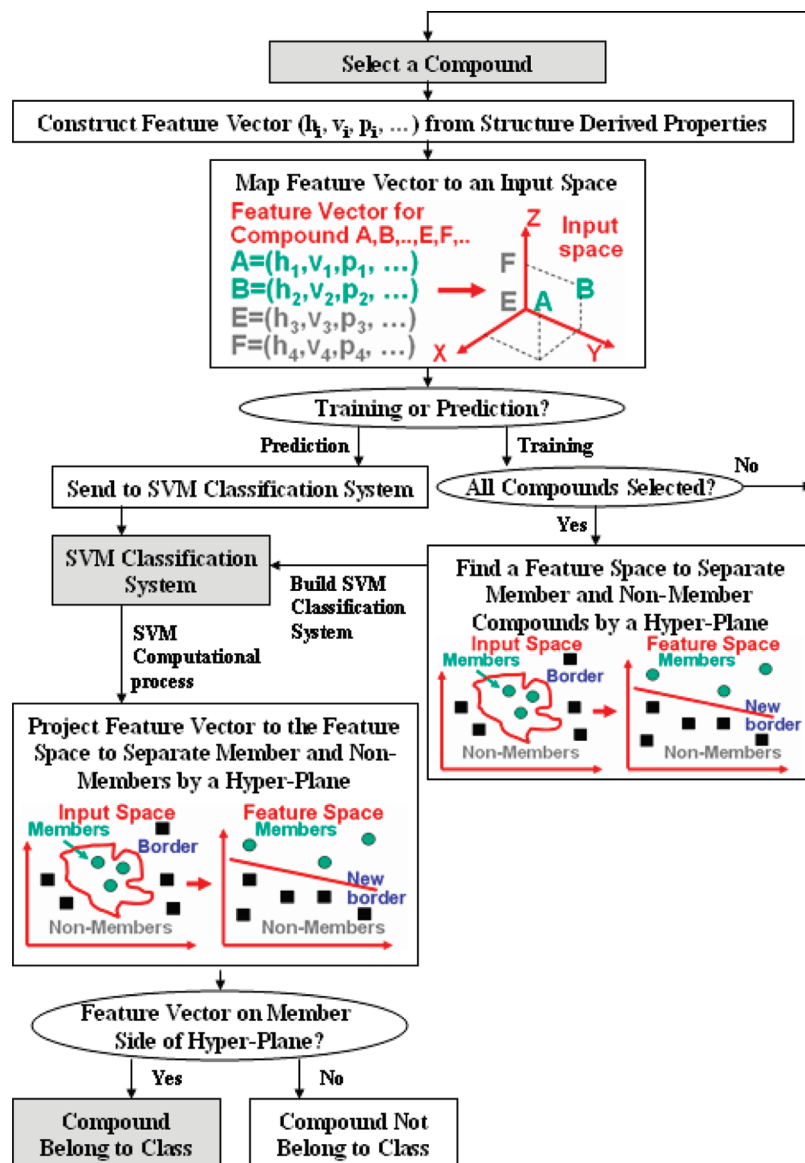 Select a Compound
Construct Feature Vector (hi, vi, pi, ...) from Structure Derived Properties
Map Feature Vector to an Input Space
Feature Vector for
Compound A,B,..,E,F,..
A=(h1,v1,p1, ...)
B=(h2,v2,p2, ...)
E=(h3,v3,p3, ...)
F=(h4,v4,p4, ...)
Z
Input
space
F
B
E
A
X
Y
Training or Prediction?
Prediction
Training
Send to SVM Classification System
All Compounds Selected?
No
Yes
SVM Classification
System
Build SVM
Classification
System
Find a Feature Space to Separate
Member and Non-Member
Compounds by a Hyper-Plane
Input Space
Members
Border
Non-Members
Feature Space
Members
New
border
Non-Members
SVM
Computational
process
Project Feature Vector to the Feature
Space to Separate Member and Non-
Members by a Hyper-Plane
Input Space
Members
Border
Non-Members
Feature Space
Members
New
border
Non-Members
Feature Vector on Member
Side of Hyper-Plane?
Yes
No
Compound
Belong to Class
Compound Not
Belong to Class